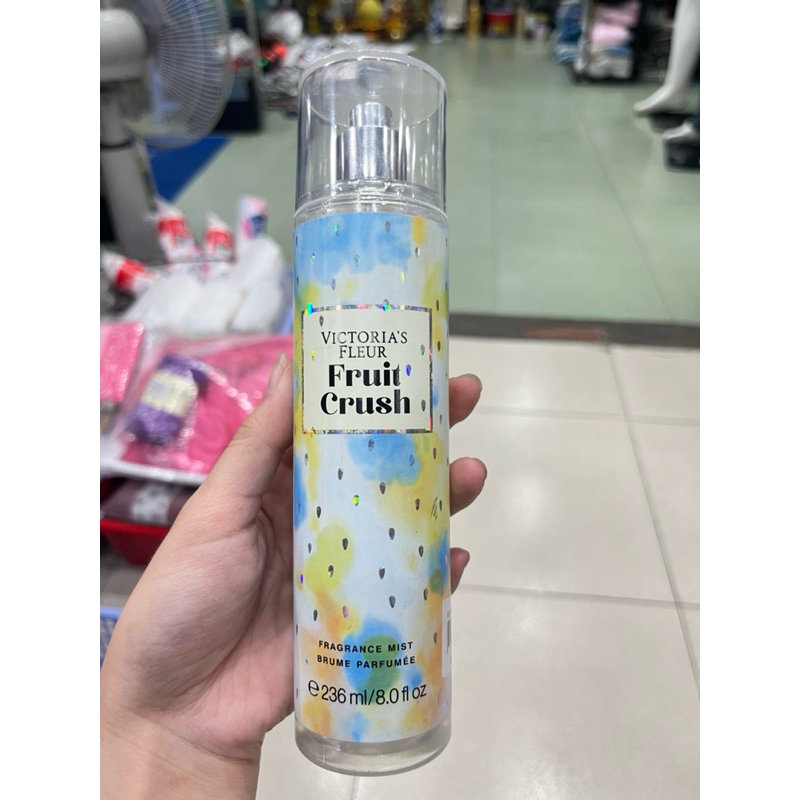 VICTORIA'S
FLEUR
Fruit
Crush
FRAGRANCE MIST
BRUME PARFUMÉE
℮ 236 ml/8.0 fl oz